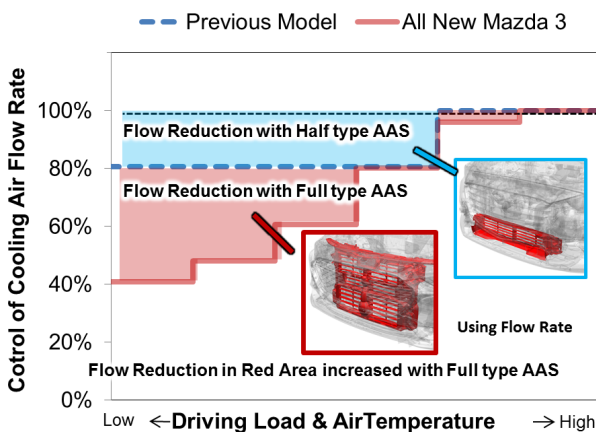 Previous Model
All New Mazda 3
Cotrol of Cooling Air Flow Rate
100%
80%
60%
40%
20%
0%
Flow Reduction with Half type AAS
Flow Reduction with Full type AAS
Using Flow Rate
Flow Reduction in Red Area increased with Full type AAS
Low ←Driving Load & AirTemperature →High